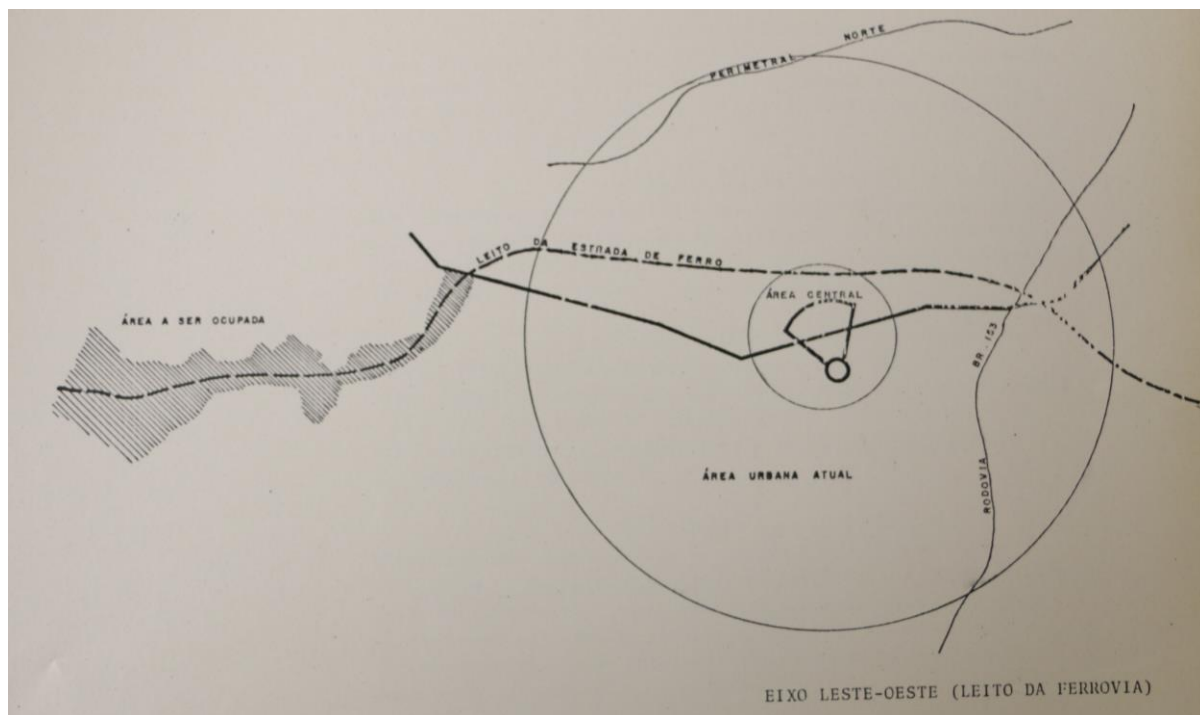 PERIMETRAL NORTE
LEITO DA ESTRADA DE FERRO
ÁREA CENTRAL
ÁREA A SER OCUPADA
BR-153
RODOVIA
ÁREA URBANA ATUAL
EIXO LESTE-OESTE (LEITO DA FERROVIA)